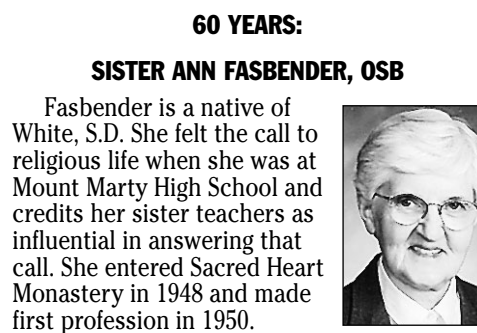 60 YEARS:
SISTER ANN FASBENDER, OSB
Fasbender is a native of
White, S.D. She felt the call to
religious life when she was at
Mount Marty High School and
credits her sister teachers as
influential in answering that
call. She entered Sacred Heart
Monastery in 1948 and made
first profession in 1950.